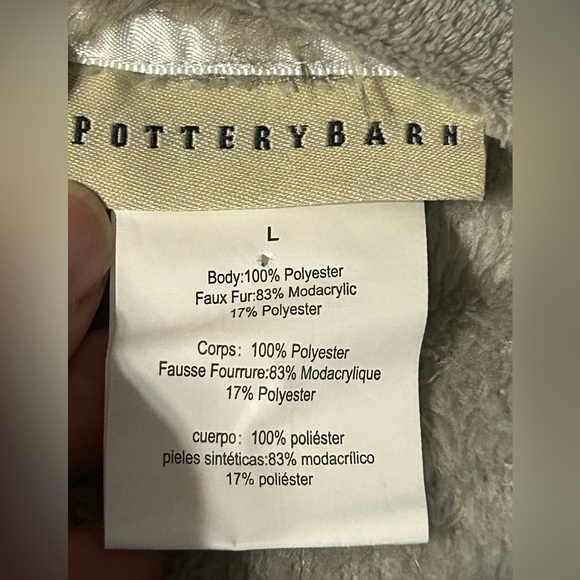 POTTERYBARN
L
Body:100% Polyester
Faux Fur:83% Modacrylic
17% Polyester
Corps: 100% Polyester
Fausse Fourrure:83% Modacrylique
17% Polyester
cuerpo: 100% poliéster
pieles sintéticas:83% modacrílico
17% poliéster